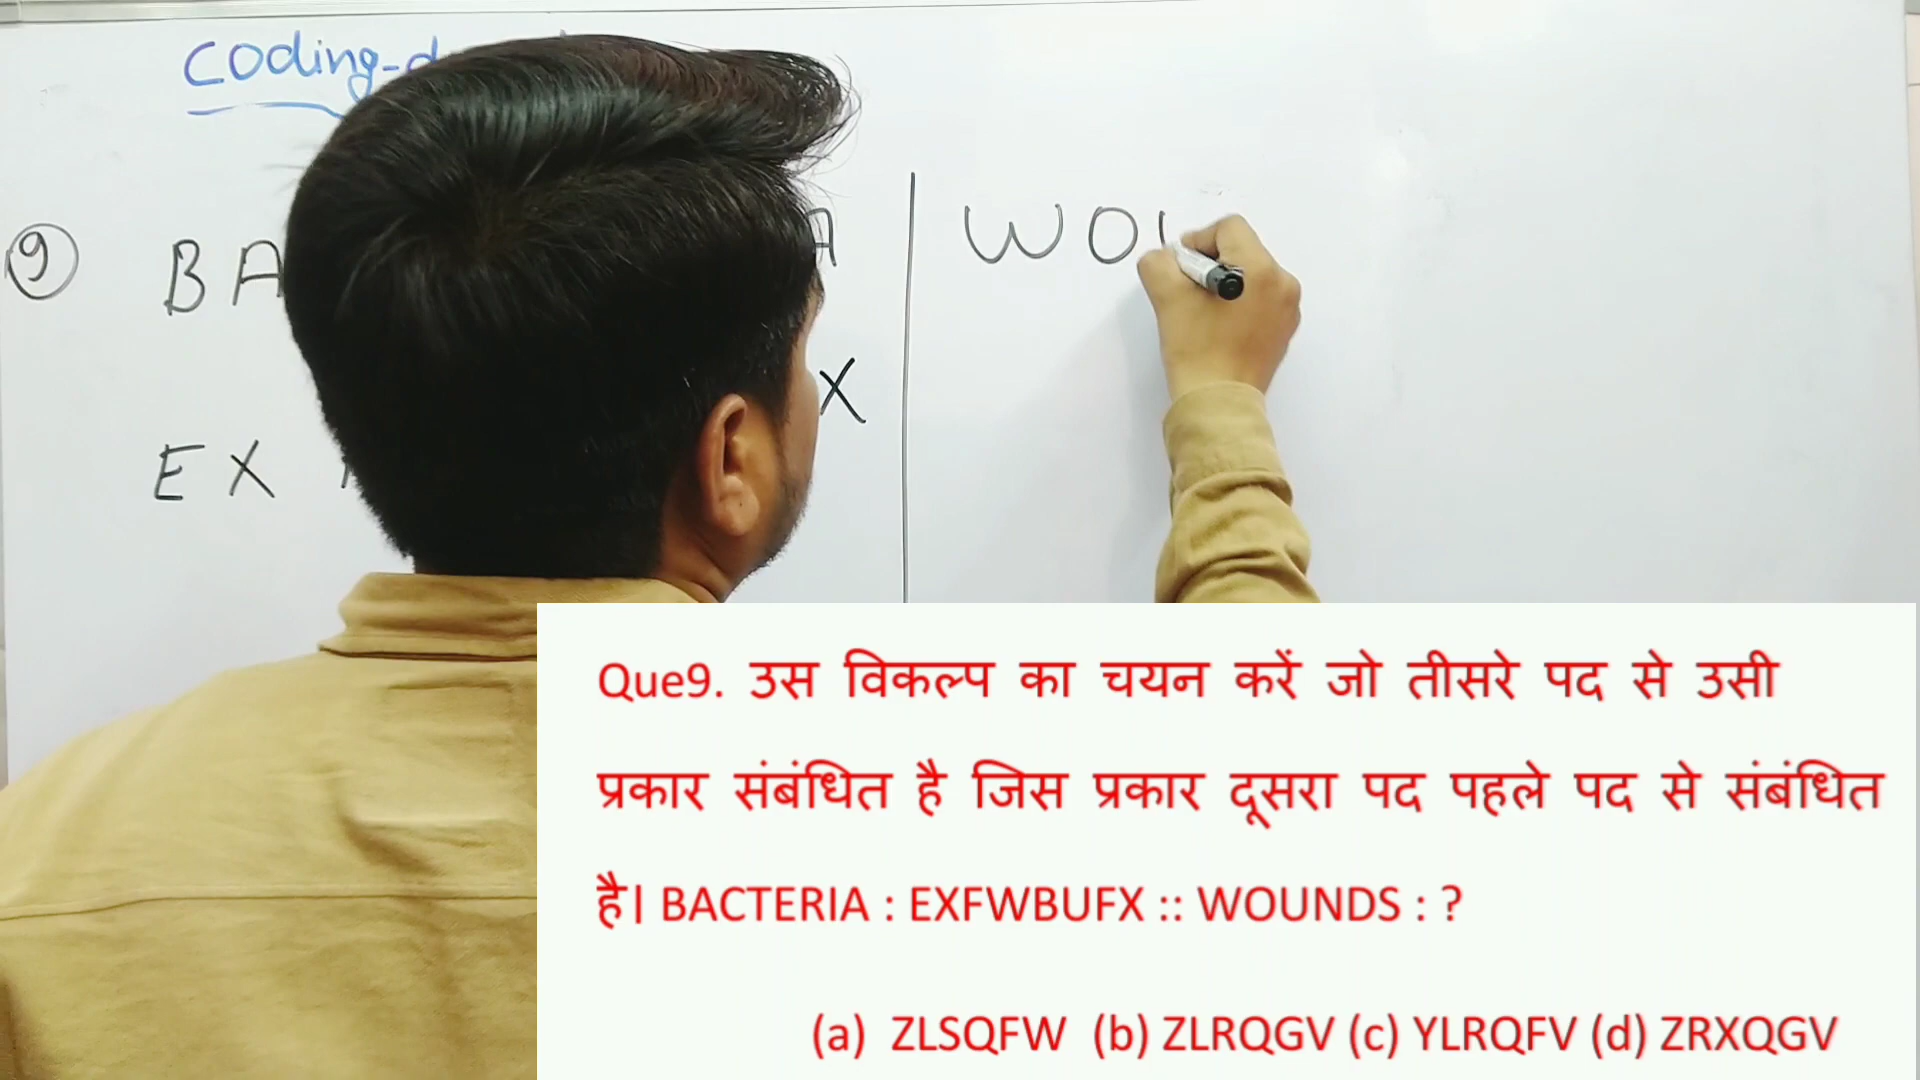 coding-d
9 BA A | WOU
X
EX
Que9. उस विकल्प का चयन करें जो तीसरे पद से उसी
प्रकार संबंधित है जिस प्रकार दूसरा पद पहले पद से संबंधित
है। BACTERIA : EXFWBUFX :: WOUNDS : ?
(a) ZLSQFW (b) ZLRQGV (c) YLRQFV (d) ZRXQGV